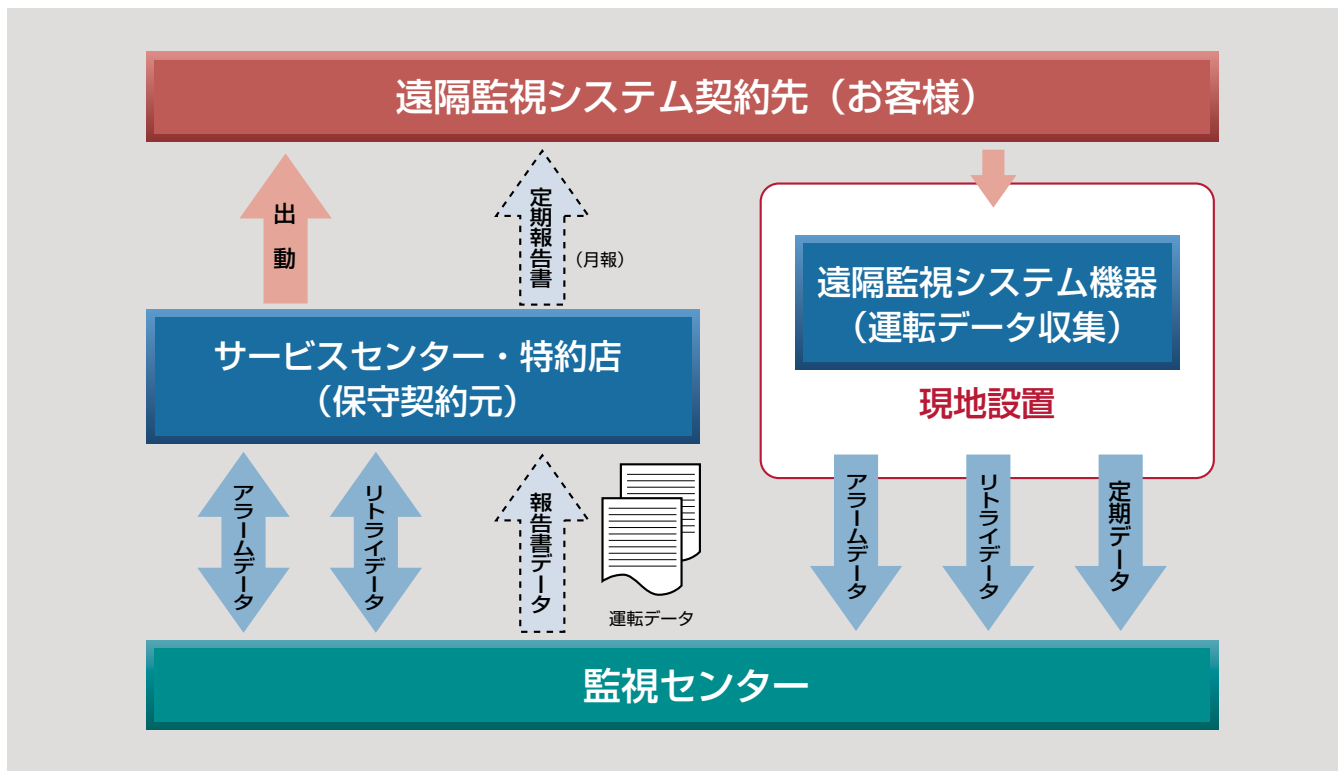 遠隔監視システム契約先（お客様）
出動
定期報告書
（月報）
遠隔監視システム機器
（運転データ収集）
現地設置
サービスセンター・特約店
（保守契約元）
アラームデータ
リトライデータ
報告書データ
運転データ
アラームデータ
リトライデータ
定期データ
監視センター